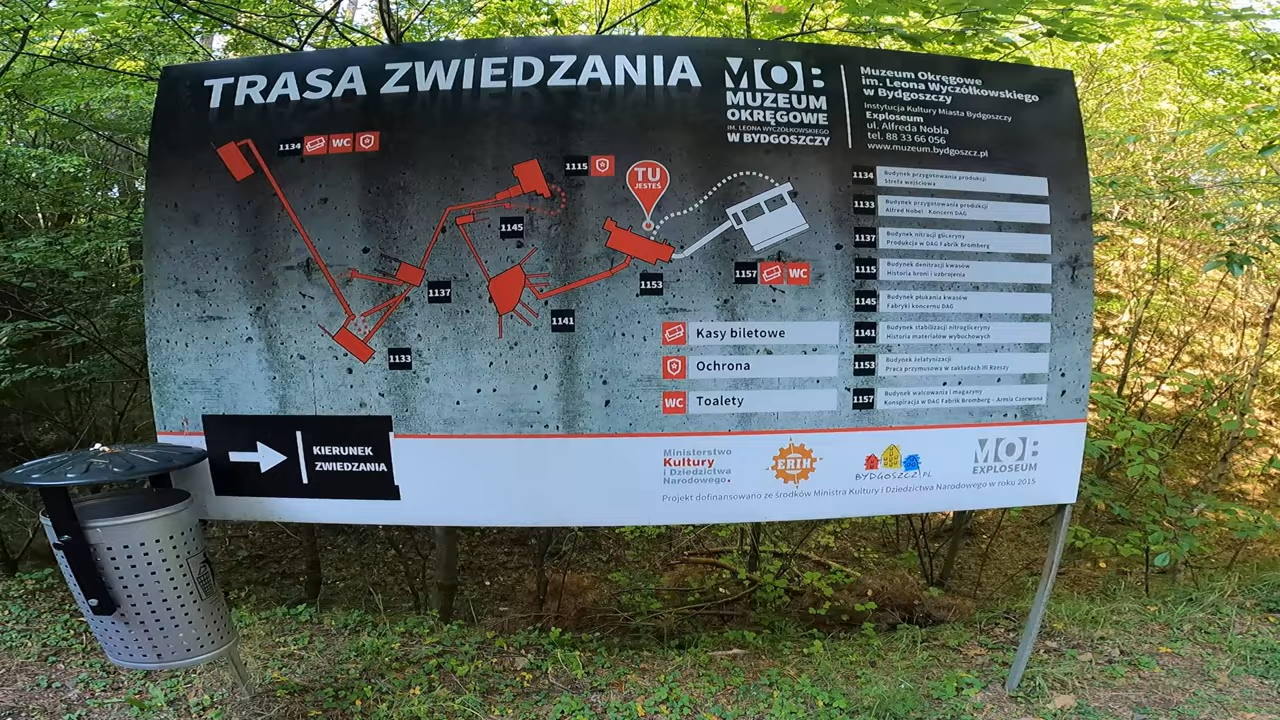 TRASA ZWIEDZANIA
MOB
MUZEUM
OKRĘGOWE
IM. LEONA WYCZÓŁKOWSKIEGO
W BYDGOSZCZY
Muzeum Okręgowe
im. Leona Wyczółkowskiego
w Bydgoszczy
Instytucja Kultury Miasta Bydgoszczy
Exploseum
ul. Alfreda Nobla
tel. 88 33 66 056
www.muzeum.bydgoszcz.pl
1134 WC
1115
TU
JESTEŚ
1145
1137
1133
1141
1153
1157 WC
Kasy biletowe
Ochrona
WC Toalety
1134 Budynek przygotowania produkcji
Strefa wejściowa
1133 Budynek przygotowania produkcji
Alfred Nobel i Koncern DAG
1137 Budynek nitracji gliceryny
Produkcja w DAG Fabrik Bromberg
1115 Budynek denitracji kwasów
Historia broni i uzbrojenia
1145 Budynek płukania kwasów
Fabryki koncernu DAG
1141 Budynek stabilizacji nitrogliceryny
Historia materiałów wybuchowych
1153 Budynek żelatynizacji
Praca przymusowa w zakładach III Rzeszy
1157 Budynek walcowania i magazyny
Konspiracja w DAG Fabrik Bromberg - Armia Czerwona
KIERUNEK
ZWIEDZANIA
Ministerstwo
Kultury
i Dziedzictwa
Narodowego.
ERIH
BYDGOSZCZ|PL
MOB
EXPLOSEUM
Projekt dofinansowano ze środków Ministra Kultury i Dziedzictwa Narodowego w roku 2015